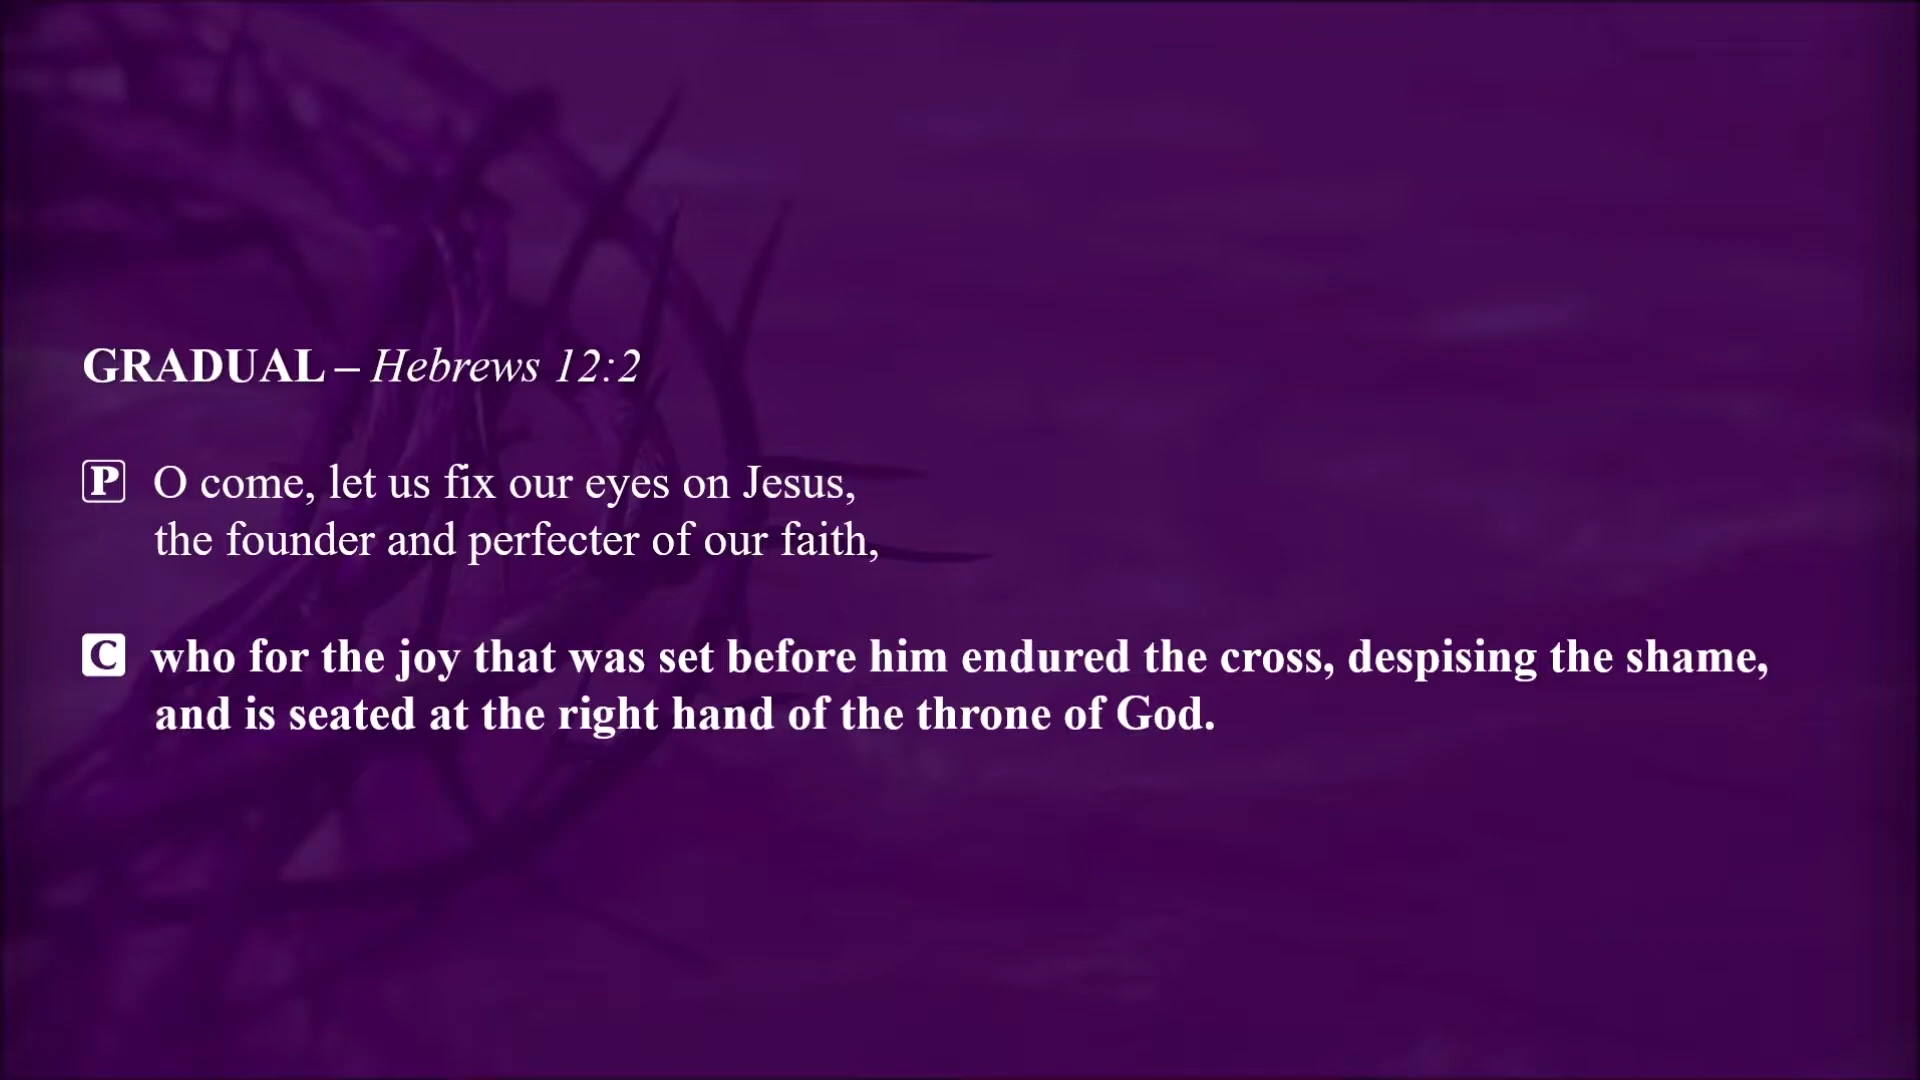 GRADUAL – Hebrews 12:2
P O come, let us fix our eyes on Jesus,
the founder and perfecter of our faith,
C who for the joy that was set before him endured the cross, despising the shame,
and is seated at the right hand of the throne of God.